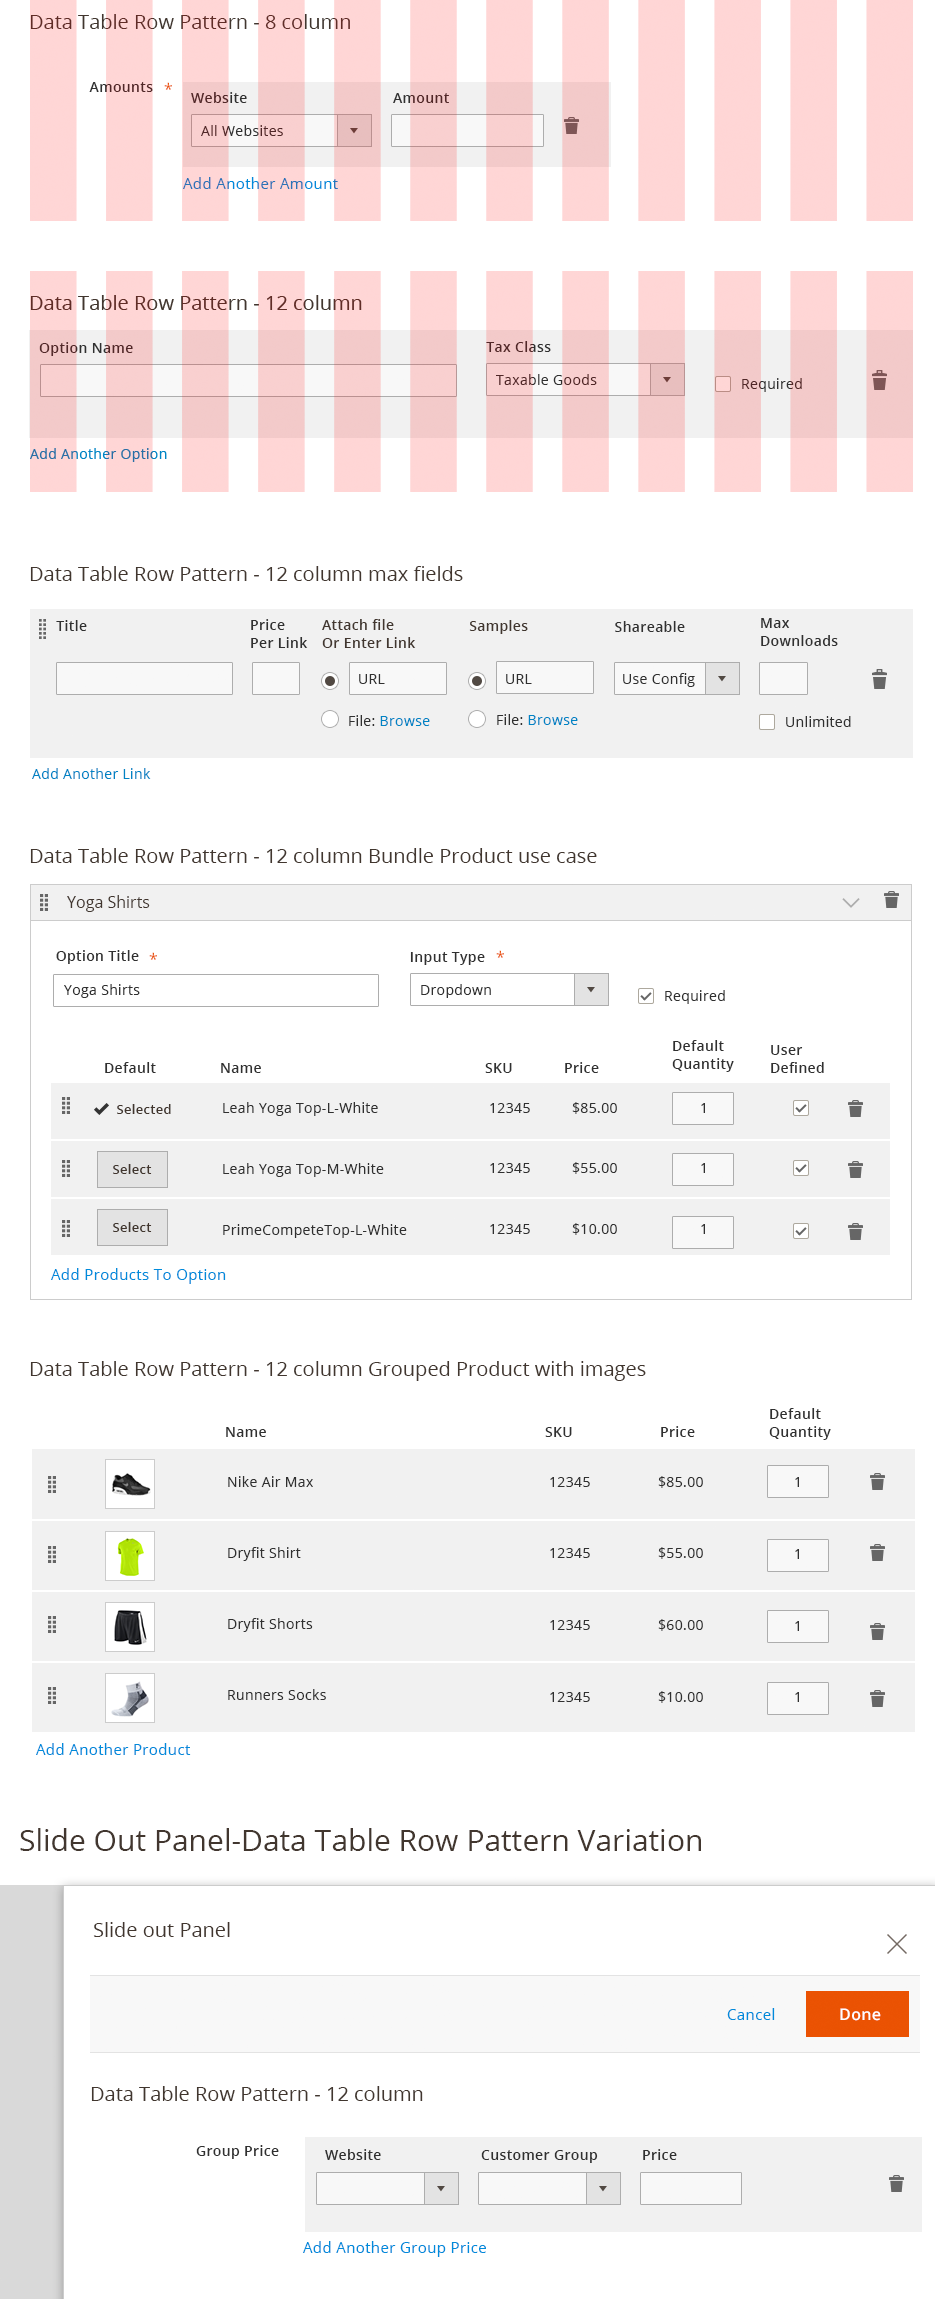 Data Table Row Pattern - 8 column
Amounts *
Website Amount
All Websites
Add Another Amount
Data Table Row Pattern - 12 column
Option Name Tax Class
Taxable Goods Required
Add Another Option
Data Table Row Pattern - 12 column max fields
Title Price Per Link Attach file Or Enter Link Samples Shareable Max Downloads
URL URL Use Config
File: Browse File: Browse Unlimited
Add Another Link
Data Table Row Pattern - 12 column Bundle Product use case
Yoga Shirts
Option Title * Input Type *
Yoga Shirts Dropdown Required
Default Name SKU Price Default Quantity User Defined
Selected Leah Yoga Top-L-White 12345 $85.00 1
Select Leah Yoga Top-M-White 12345 $55.00 1
Select PrimeCompeteTop-L-White 12345 $10.00 1
Add Products To Option
Data Table Row Pattern - 12 column Grouped Product with images
Name SKU Price Default Quantity
Nike Air Max 12345 $85.00 1
Dryfit Shirt 12345 $55.00 1
Dryfit Shorts 12345 $60.00 1
Runners Socks 12345 $10.00 1
Add Another Product
Slide Out Panel-Data Table Row Pattern Variation
Slide out Panel
Cancel Done
Data Table Row Pattern - 12 column
Group Price Website Customer Group Price
Add Another Group Price